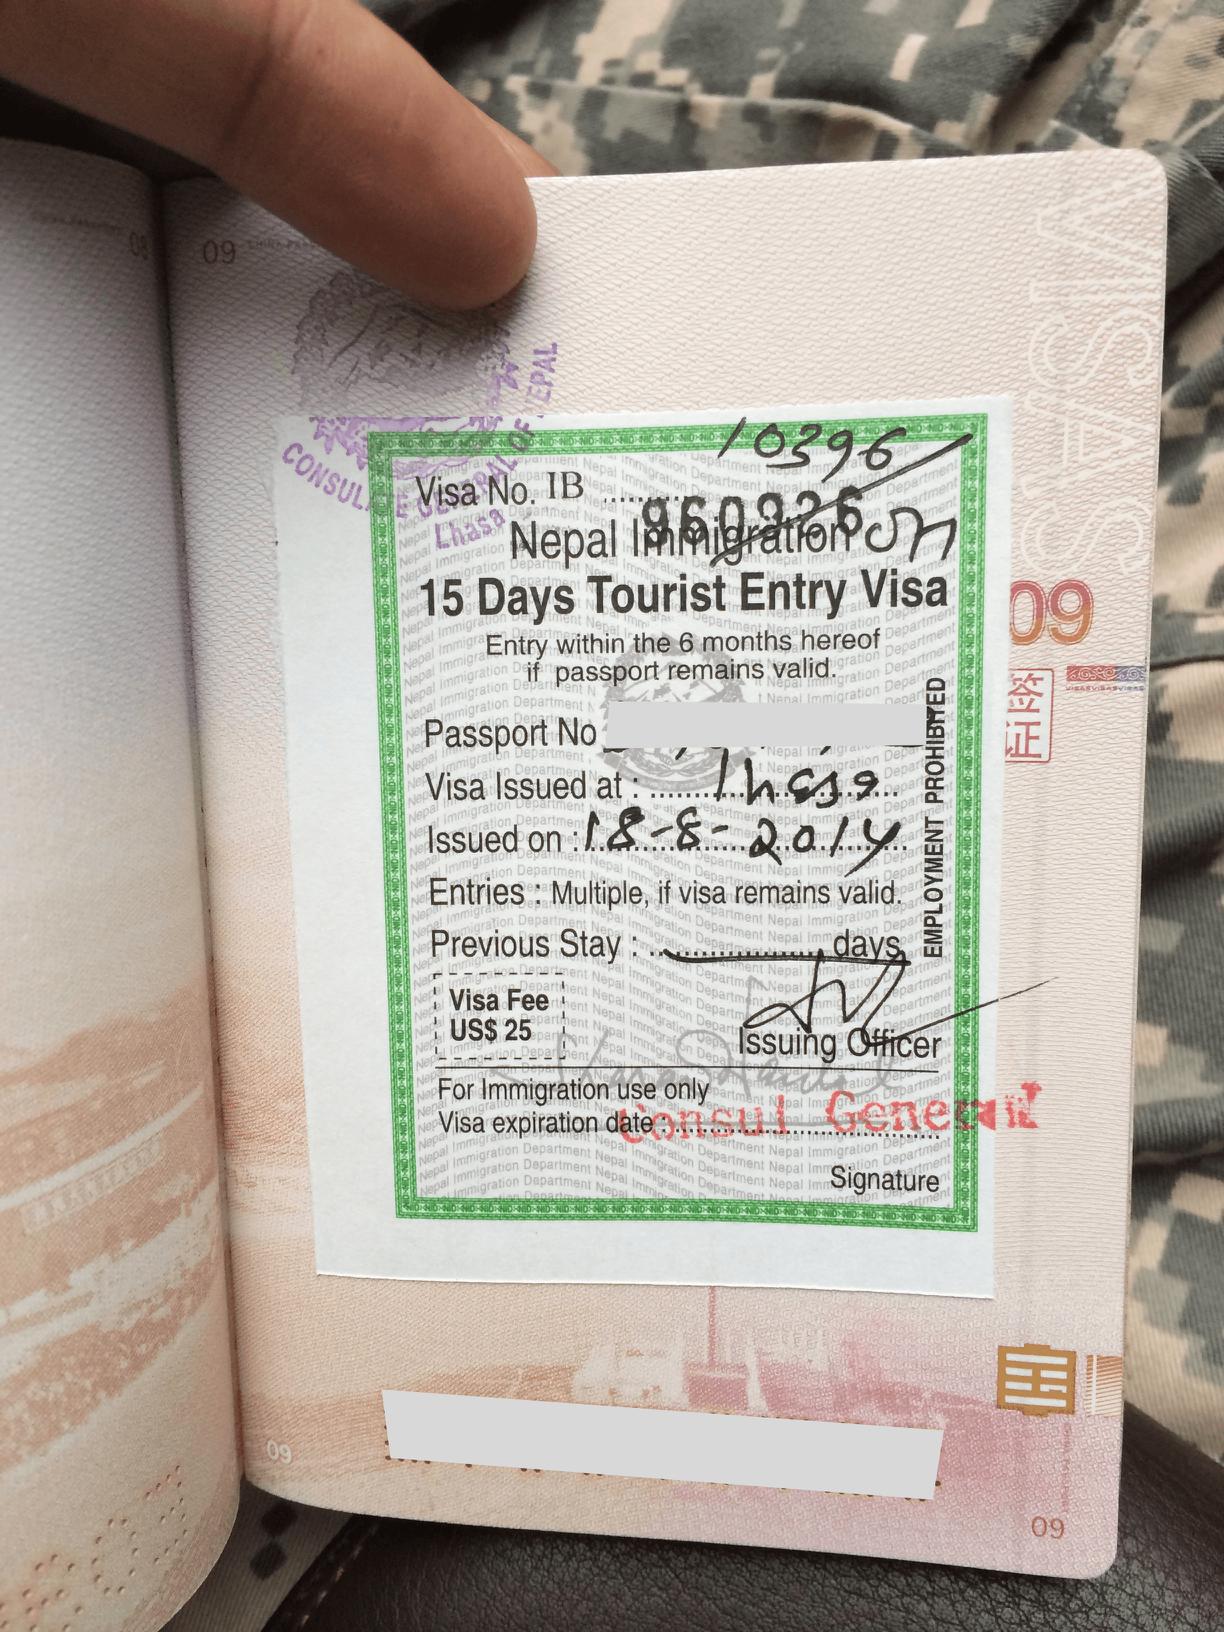 08
09
CONSULATE GENERAL OF NEPAL
Lhasa
VISAS
10396
Visa No. IB
960326
Nepal Immigration
15 Days Tourist Entry Visa
Entry within the 6 months hereof
if passport remains valid.
09
签证
VISASVISASVISAS
Passport No
Visa Issued at : lhasa
Issued on : 18-8-2014
Entries : Multiple, if visa remains valid.
Previous Stay : days
EMPLOYMENT PROHIBITED
Visa Fee
US$ 25
Issuing Officer
For Immigration use only
Consul General
Visa expiration date :
Signature
09
09